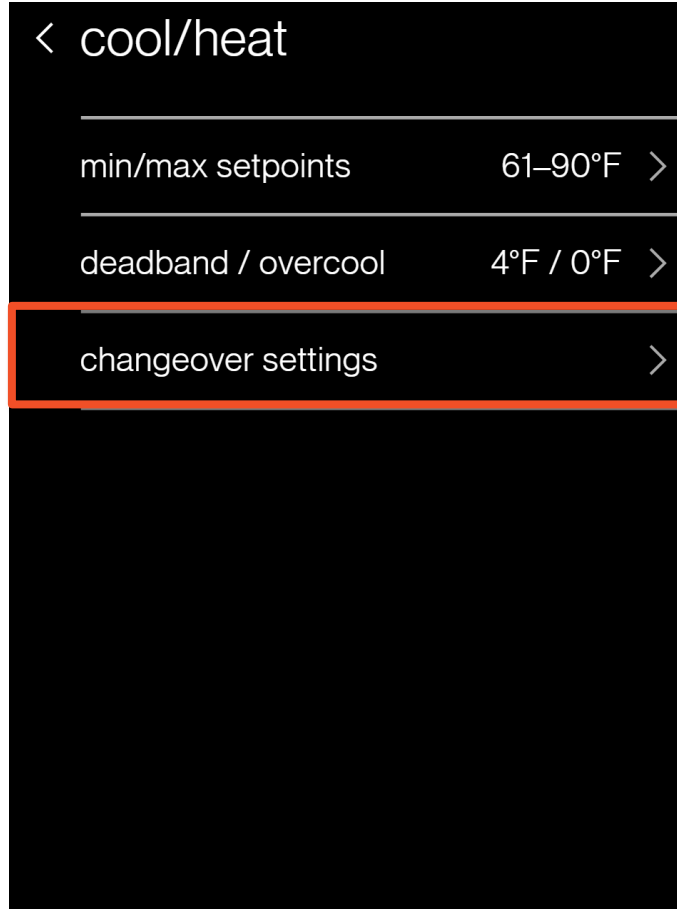 cool/heat
min/max setpoints 61–90°F
deadband / overcool 4°F / 0°F
changeover settings